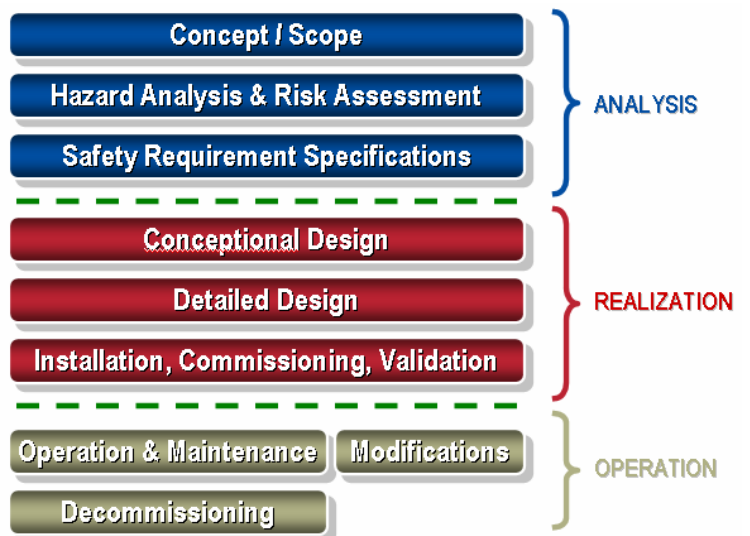 Concept / Scope
Hazard Analysis & Risk Assessment
Safety Requirement Specifications
ANALYSIS
Conceptional Design
Detailed Design
Installation, Commissioning, Validation
REALIZATION
Operation & Maintenance
Modifications
Decommissioning
OPERATION